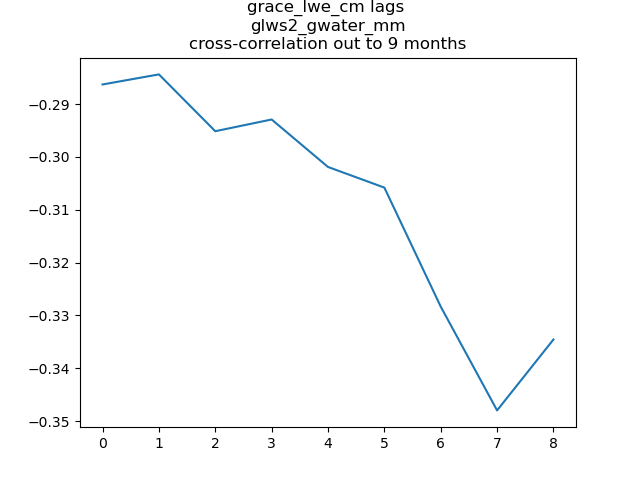 grace_lwe_cm lags
glws2_gwater_mm
cross-correlation out to 9 months
−0.29
−0.30
−0.31
−0.32
−0.33
−0.34
−0.35
0 1 2 3 4 5 6 7 8